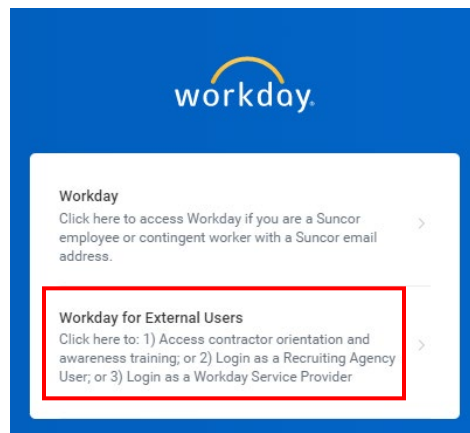 workday.
Workday
Click here to access Workday if you are a Suncor
employee or contingent worker with a Suncor email
address.
Workday for External Users
Click here to: 1) Access contractor orientation and
awareness training; or 2) Login as a Recruiting Agency
User; or 3) Login as a Workday Service Provider